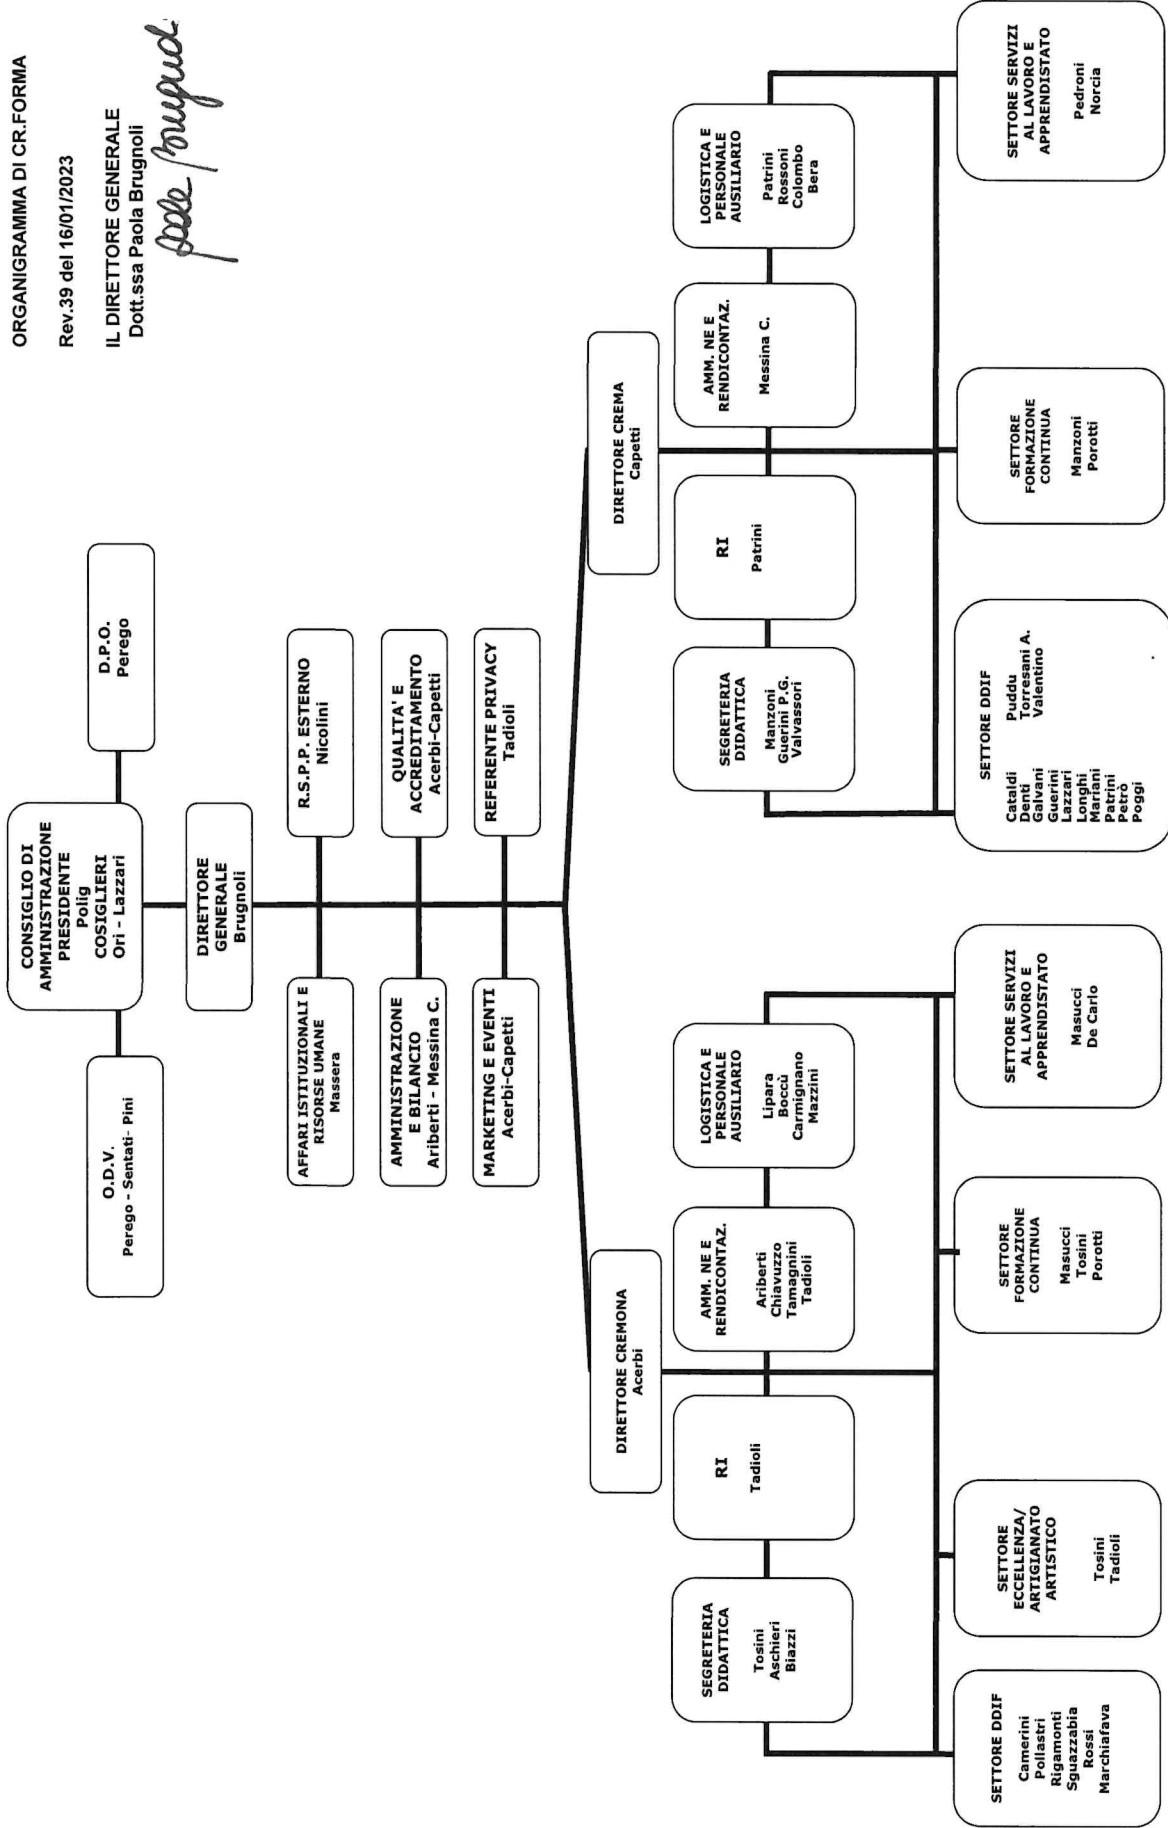 ORGANIGRAMMA DI CR.FORMA
Rev.39 del 16/01/2023
IL DIRETTORE GENERALE
Dott.ssa Paola Brugnoli
CONSIGLIO DI
AMMINISTRAZIONE
PRESIDENTE
Polig
COSIGLIERI
Ori - Lazzari
O.D.V.
Perego - Sentati- Pini
D.P.O.
Perego
DIRETTORE
GENERALE
Brugnoli
AFFARI ISTITUZIONALI E
RISORSE UMANE
Massera
R.S.P.P. ESTERNO
Nicolini
AMMINISTRAZIONE
E BILANCIO
Ariberti - Messina C.
QUALITA' E
ACCREDITAMENTO
Acerbi-Capetti
MARKETING E EVENTI
Acerbi-Capetti
REFERENTE PRIVACY
Tadioli
DIRETTORE CREMONA
Acerbi
SEGRETERIA
DIDATTICA
Tosini
Aschieri
Biazzi
RI
Tadioli
AMM. NE E
RENDICONTAZ.
Ariberti
Chiavuzzo
Tamagnini
Tadioli
LOGISTICA E
PERSONALE
AUSILIARIO
Lipara
Boccù
Carmignano
Mazzini
SETTORE DDIF
Camerini
Pollastri
Rigamonti
Sguazzabia
Rossi
Marchiafava
SETTORE
ECCELLENZA/
ARTIGIANATO
ARTISTICO
Tosini
Tadioli
SETTORE
FORMAZIONE
CONTINUA
Masucci
Tosini
Porotti
SETTORE SERVIZI
AL LAVORO E
APPRENDISTATO
Masucci
De Carlo
DIRETTORE CREMA
Capetti
SEGRETERIA
DIDATTICA
Manzoni
Guerini P.G.
Valvassori
RI
Patrini
AMM. NE E
RENDICONTAZ.
Messina C.
LOGISTICA E
PERSONALE
AUSILIARIO
Patrini
Rossoni
Colombo
Bera
SETTORE DDIF
Cataldi
Denti
Galvani
Guerini
Lazzari
Longhi
Mariani
Patrini
Petrò
Poggi
Puddu
Torresani A.
Valentino
SETTORE
FORMAZIONE
CONTINUA
Manzoni
Porotti
SETTORE SERVIZI
AL LAVORO E
APPRENDISTATO
Pedroni
Norcia